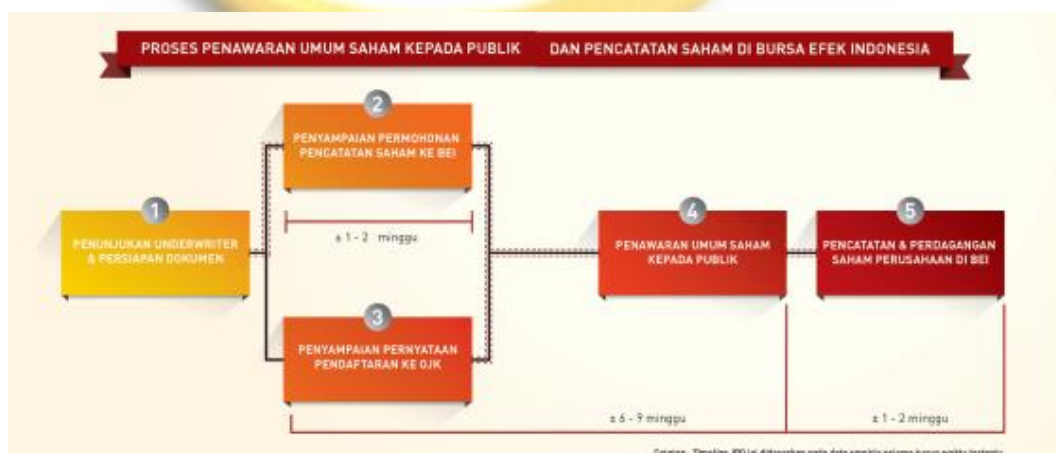 PROSES PENAWARAN UMUM SAHAM KEPADA PUBLIK DAN PENCATATAN SAHAM DI BURSA EFEK INDONESIA
1
PENUNJUKAN UNDERWRITER
& PERSIAPAN DOKUMEN
2
PENYAMPAIAN PERMOHONAN
PENCATATAN SAHAM KE BEI
± 1 - 2 minggu
3
PENYAMPAIAN PERNYATAAN
PENDAFTARAN KE OJK
4
PENAWARAN UMUM SAHAM
KEPADA PUBLIK
5
PENCATATAN & PERDAGANGAN
SAHAM PERUSAHAAN DI BEI
± 6 - 9 minggu
± 1 - 2 minggu